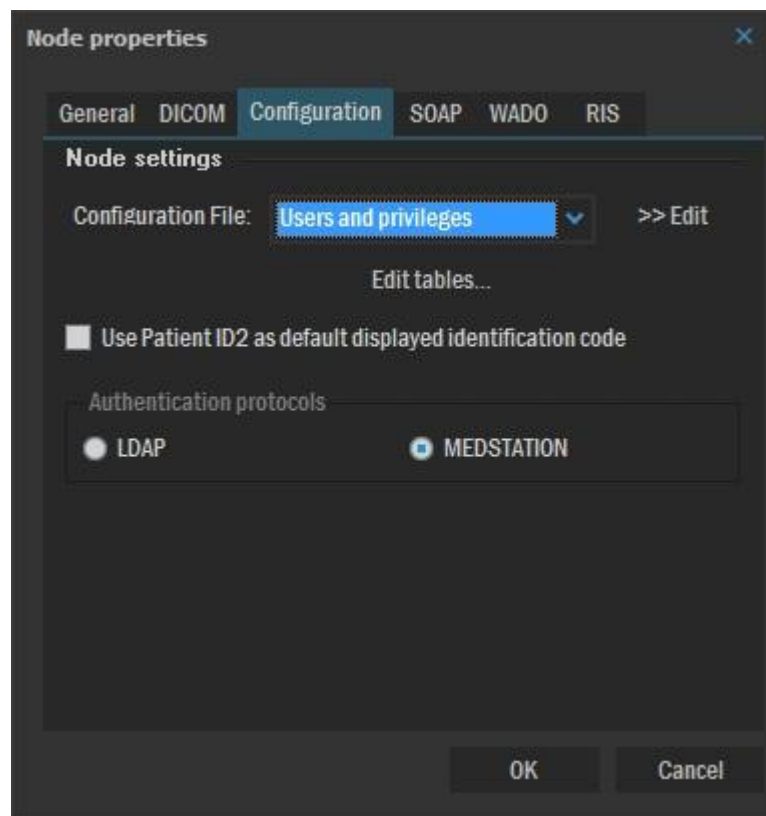 Node properties
General DICOM Configuration SOAP WADO RIS
Node settings
Configuration File: Users and privileges >> Edit
Edit tables...
Use Patient ID2 as default displayed identification code
Authentication protocols
LDAP MEDSTATION
OK Cancel